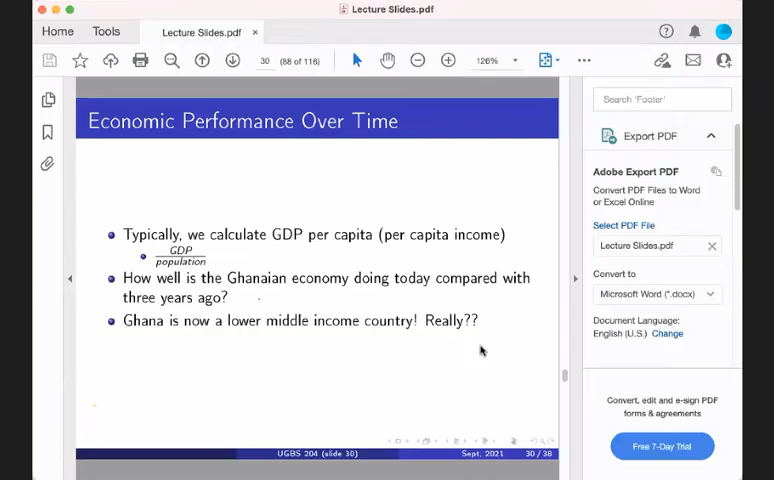 Lecture Slides.pdf
Home
Tools
Lecture Slides.pdf
30
(88 of 116)
126%
Economic Performance Over Time
Typically, we calculate GDP per capita (per capita income)
GDP
population
How well is the Ghanaian economy doing today compared with
three years ago?
Ghana is now a lower middle income country! Really??
UGBS 204 (slide 30)
Sept, 2021
30 / 38
Search 'Footer'
Export PDF
Adobe Export PDF
Convert PDF Files to Word
or Excel Online
Select PDF File
Lecture Slides.pdf
Convert to
Microsoft Word (*.docx)
Document Language:
English (U.S.) Change
Convert, edit and e-sign PDF
forms & agreements
Free 7-Day Trial